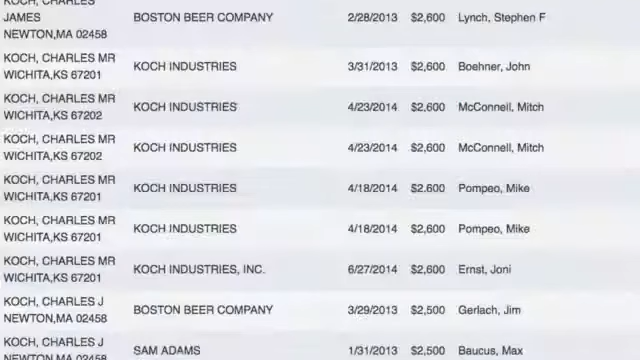 KOCH, CHARLES
JAMES BOSTON BEER COMPANY 2/28/2013 $2,600 Lynch, Stephen F
NEWTON,MA 02458
KOCH, CHARLES MR
WICHITA,KS 67201 KOCH INDUSTRIES 3/31/2013 $2,600 Boehner, John
KOCH, CHARLES MR
WICHITA,KS 67202 KOCH INDUSTRIES 4/23/2014 $2,600 McConnell, Mitch
KOCH, CHARLES MR
WICHITA,KS 67202 KOCH INDUSTRIES 4/23/2014 $2,600 McConnell, Mitch
KOCH, CHARLES MR
WICHITA,KS 67201 KOCH INDUSTRIES 4/18/2014 $2.600 Pompeo, Mike
KOCH, CHARLES MR
WICHITA,KS 67201 KOCH INDUSTRIES 4/18/2014 $2,600 Pompeo, Mike
KOCH, CHARLES MR
WICHITA,KS 67201 KOCH INDUSTRIES, INC. 6/27/2014 $2,600 Ernst, Joni
KOCH, CHARLES J
NEWTON,MA 02458 BOSTON BEER COMPANY 3/29/2013 $2,500 Gerlach, Jim
KOCH, CHARLES J
NEWTON,MA 02458 SAM ADAMS 1/31/2013 $2,500 Baucus, Max